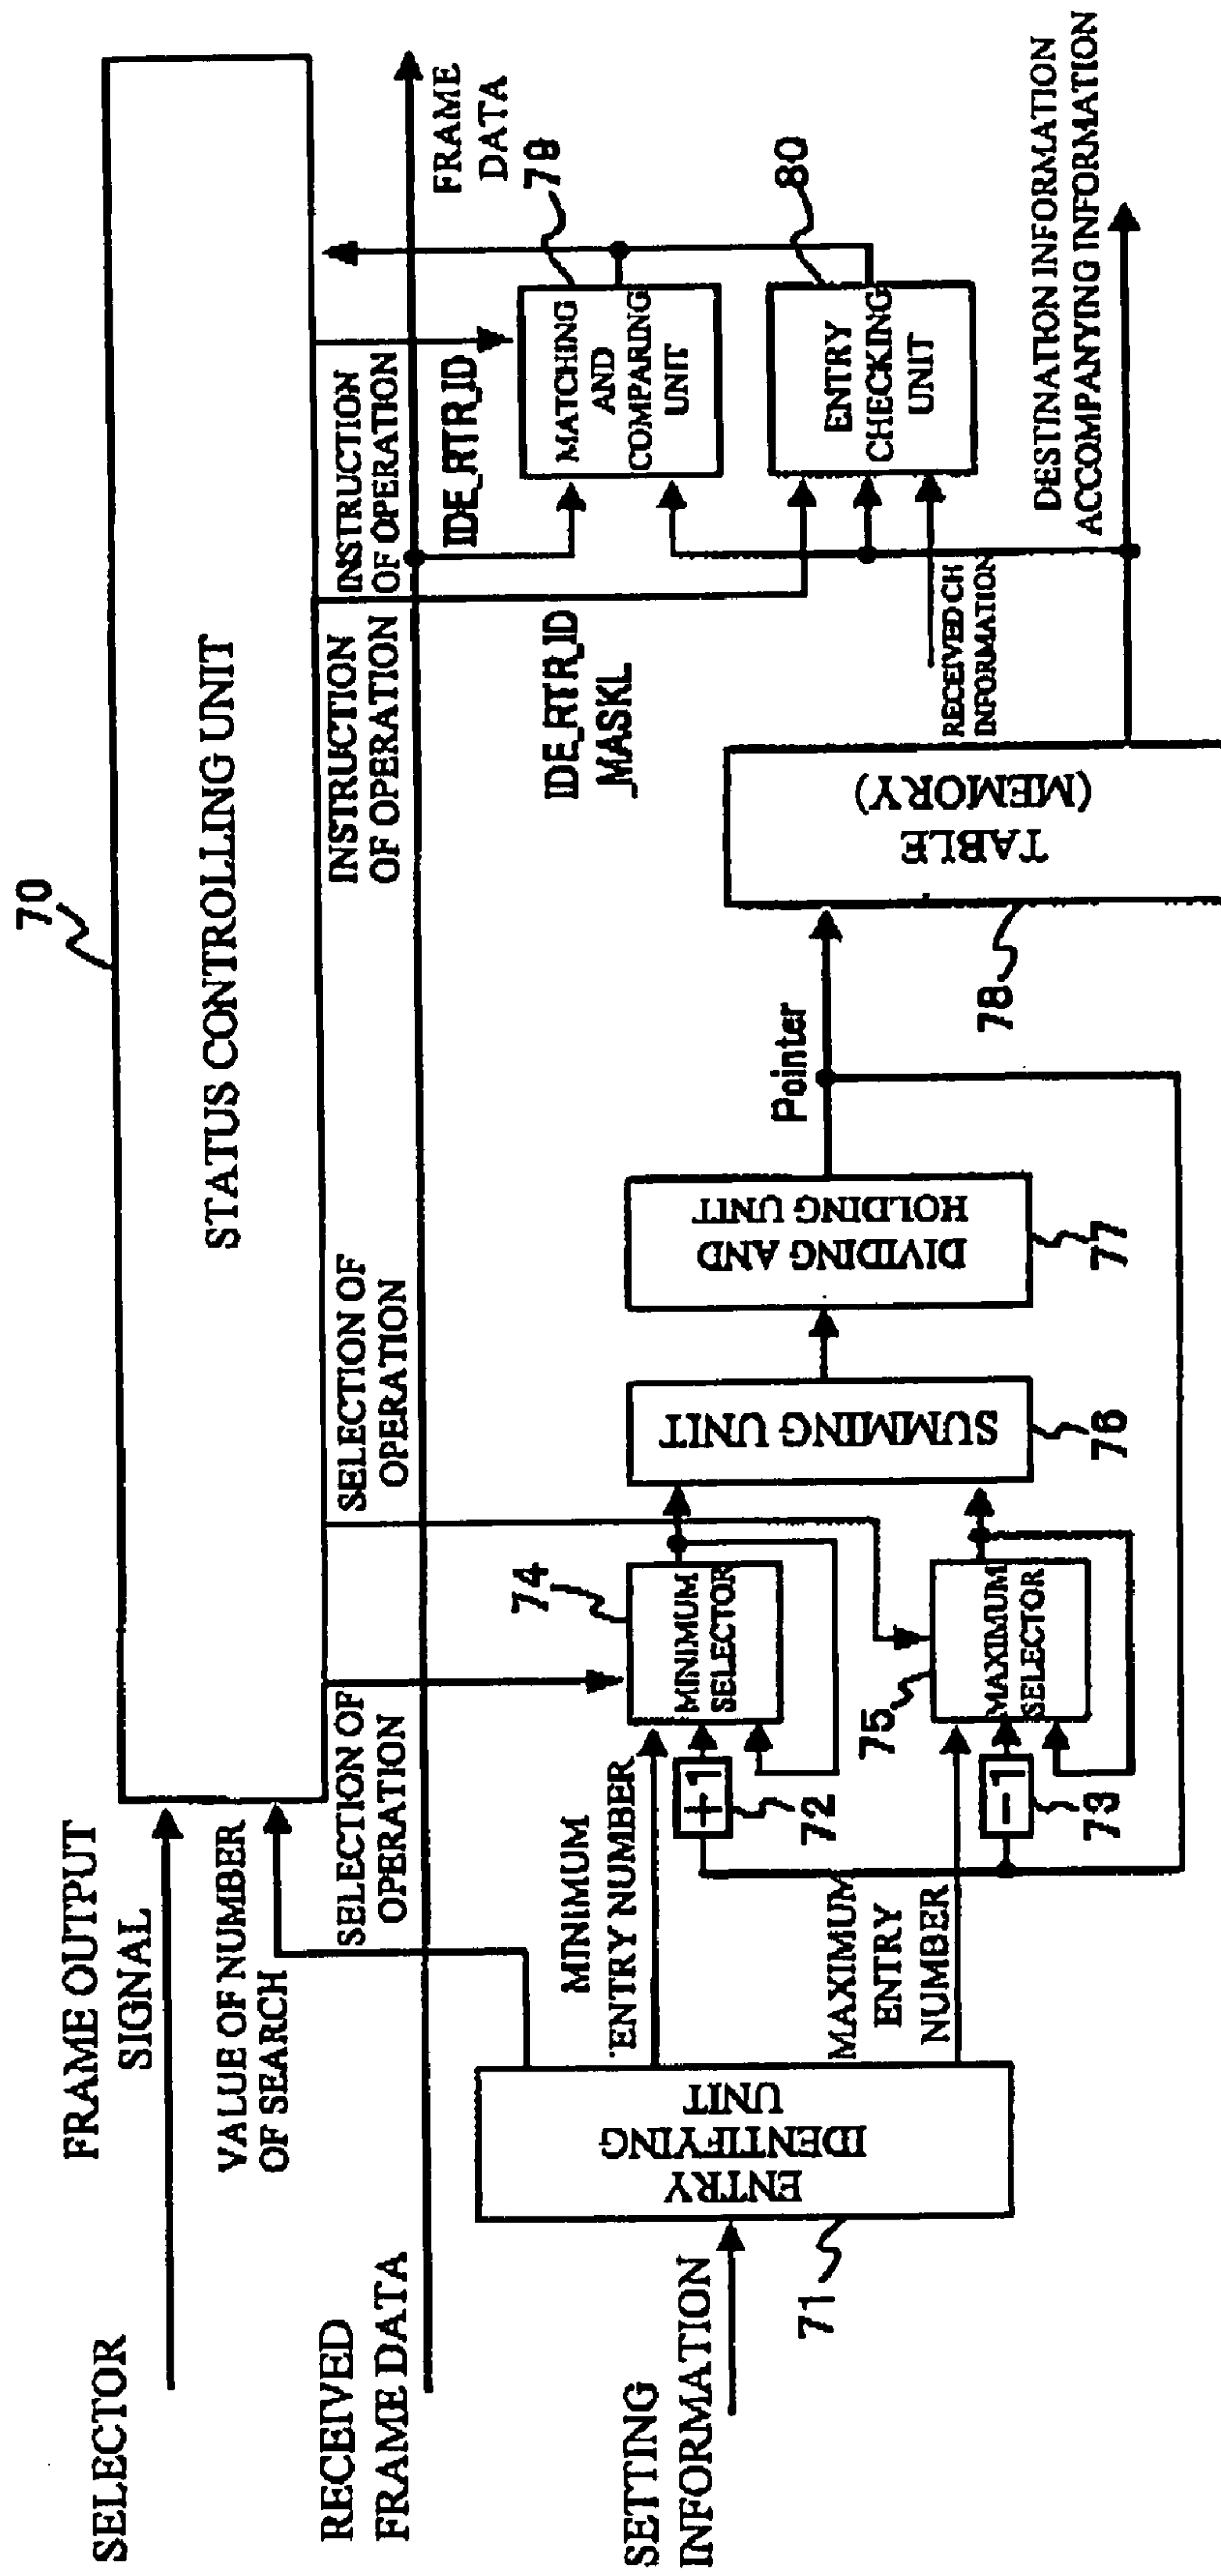 SELECTOR
FRAME OUTPUT
SIGNAL
VALUE OF NUMBER
OF SEARCH
70
STATUS CONTROLLING UNIT
RECEIVED
FRAME DATA
SELECTION OF
OPERATION
SELECTION OF
OPERATION
INSTRUCTION
OF OPERATION
INSTRUCTION
OF OPERATION
FRAME
DATA
SETTING
INFORMATION
71
ENTRY
IDENTIFYING
UNIT
MINIMUM
ENTRY NUMBER
MAXIMUM
ENTRY
NUMBER
+1
72
-1
73
74
MINIMUM
SELECTOR
75
MAXIMUM
SELECTOR
SUMMING UNIT
76
DIVIDING AND
HOLDING UNIT
77
Pointer
TABLE
(MEMORY)
78
IDE_RTR_ID
IDE_RTR_ID
_MASKL
RECEIVED CH
INFORMATION
MATCHING
AND
COMPARING
UNIT
79
ENTRY
CHECKING
UNIT
80
DESTINATION INFORMATION
ACCOMPANYING INFORMATION